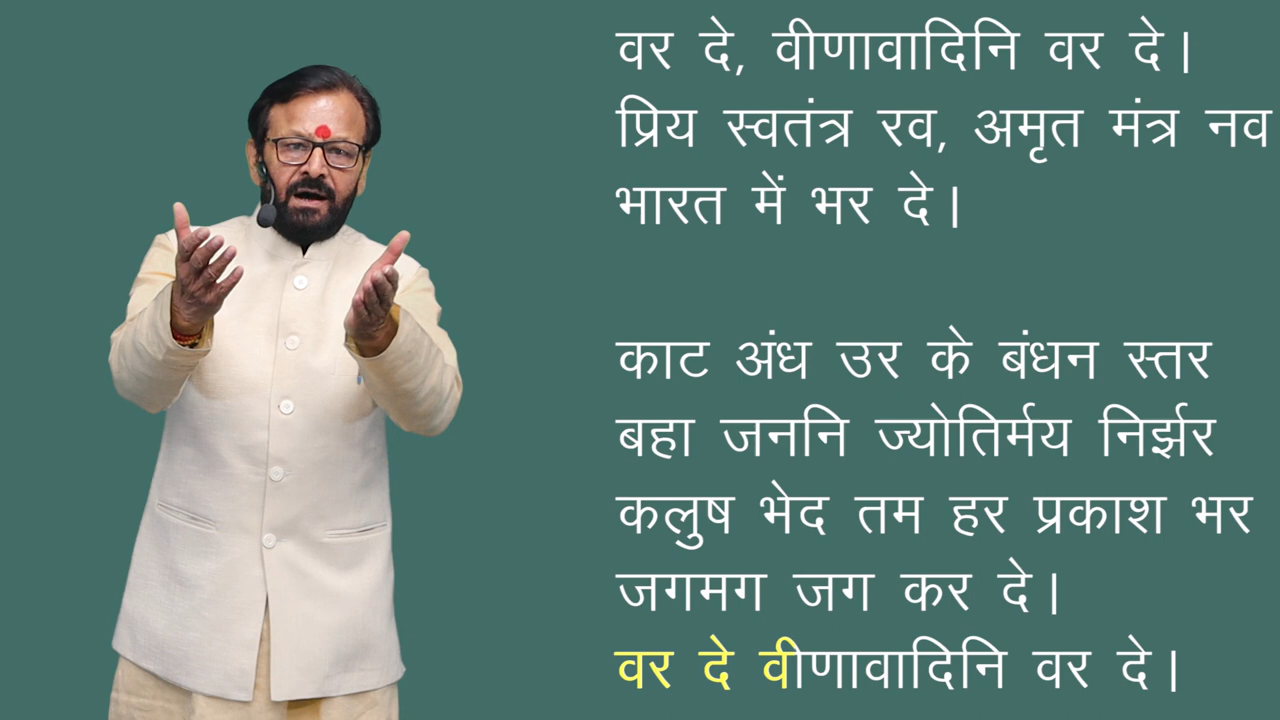 वर दे, वीणावादिनि वर दे।
प्रिय स्वतंत्र रव, अमृत मंत्र नव
भारत में भर दे।
काट अंध उर के बंधन स्तर
बहा जननि ज्योतिर्मय निर्झर
कलुष भेद तम हर प्रकाश भर
जगमग जग कर दे।
वर दे वीणावादिनि वर दे।